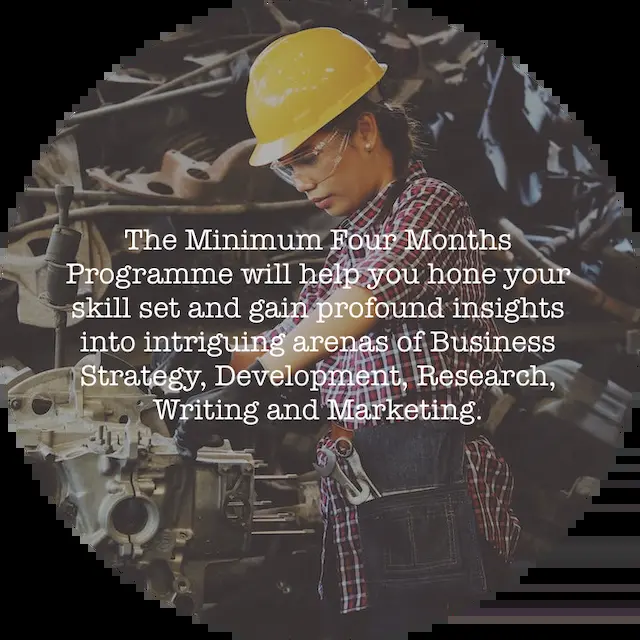 The Minimum Four Months
Programme will help you hone your
skill set and gain profound insights
into intriguing arenas of Business
Strategy, Development, Research,
Writing and Marketing.